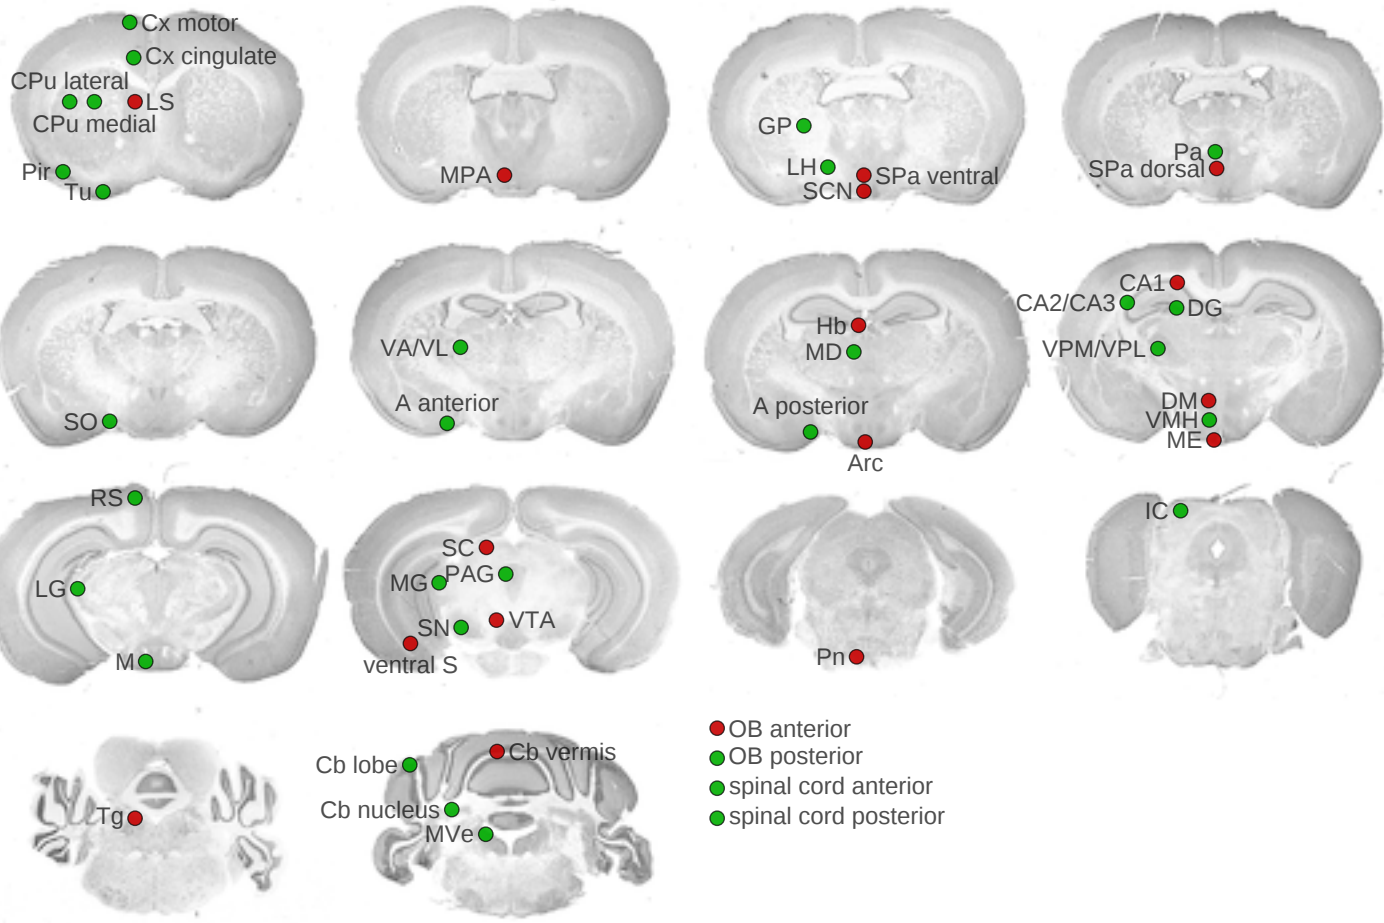 Cx motor
Cx cingulate
CPu lateral
LS
CPu medial
Pir
Tu
MPA
GP
LH
SPa ventral
SCN
Pa
SPa dorsal
SO
VA/VL
A anterior
Hb
MD
A posterior
Arc
CA1
CA2/CA3
DG
VPM/VPL
DM
VMH
ME
RS
LG
M
SC
MG
PAG
SN
VTA
ventral S
Pn
IC
Tg
Cb lobe
Cb vermis
Cb nucleus
MVe
OB anterior
OB posterior
spinal cord anterior
spinal cord posterior